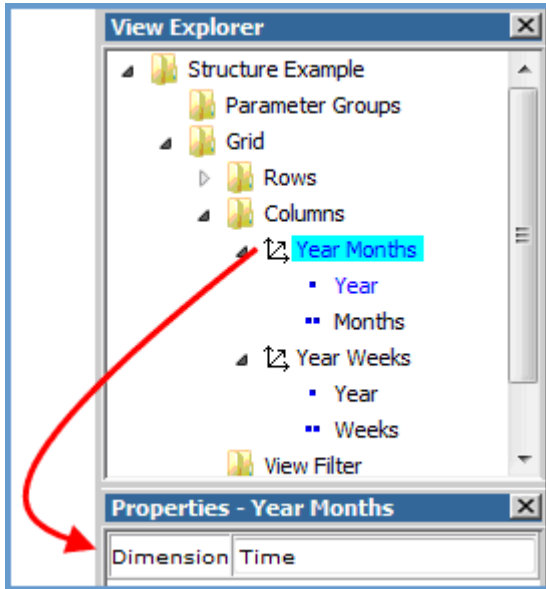 View Explorer
Structure Example
Parameter Groups
Grid
Rows
Columns
Year Months
Year
Months
Year Weeks
Year
Weeks
View Filter
Properties - Year Months
Dimension Time